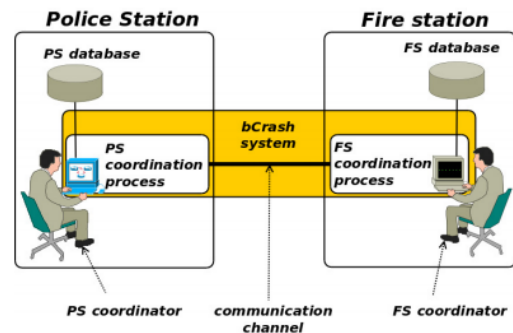 Police Station
Fire station
PS database
FS database
bCrash
system
PS
coordination
process
FS
coordination
process
PS coordinator
communication
channel
FS coordinator